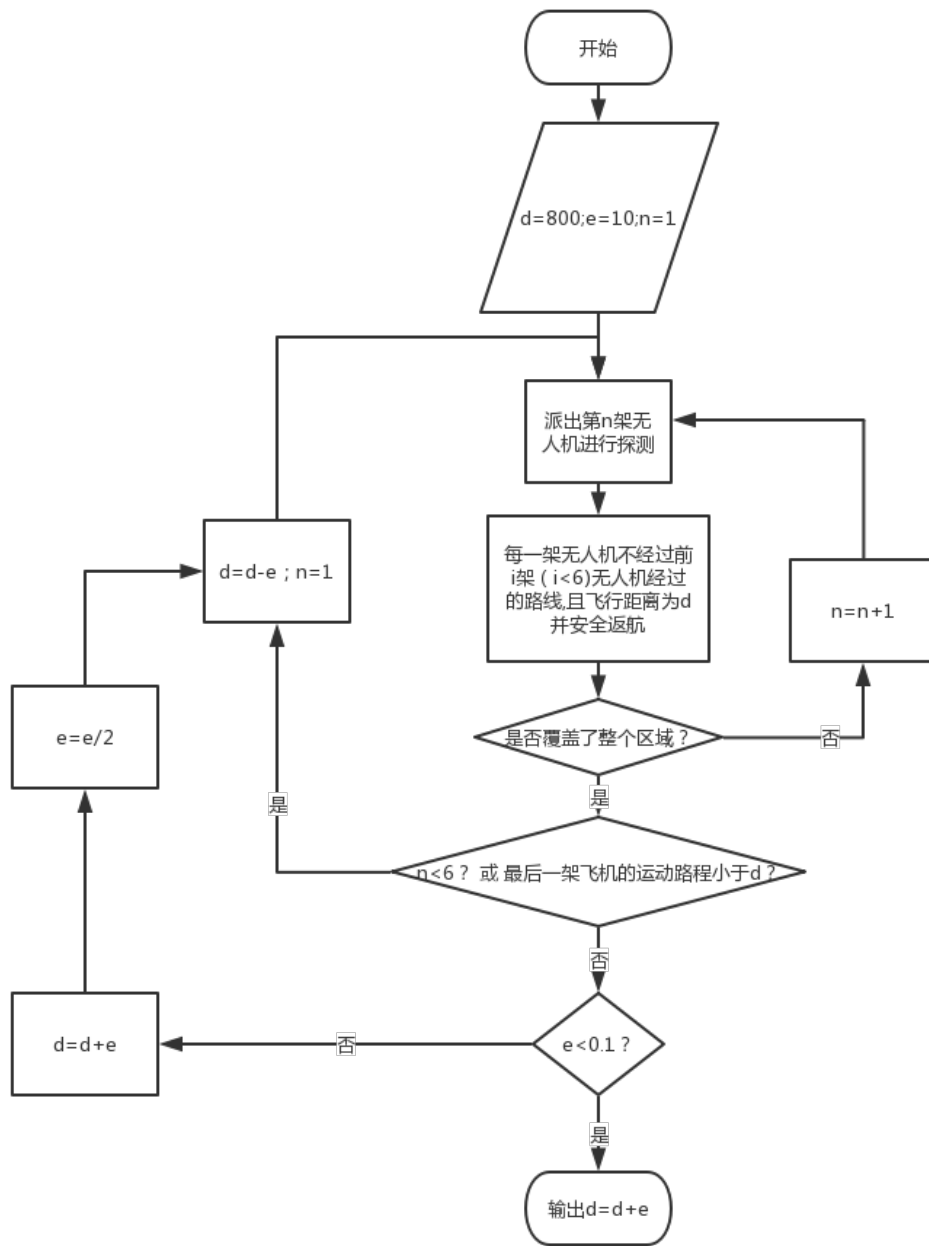 开始
d=800;e=10;n=1
派出第n架无
人机进行探测
每一架无人机不经过前
i架（i<6)无人机经过
的路线,且飞行距离为d
并安全返航
n=n+1
d=d-e；n=1
是否覆盖了整个区域？
否
是
e=e/2
是
n<6？ 或 最后一架飞机的运动路程小于d？
否
e<0.1？
否
d=d+e
是
输出d=d+e